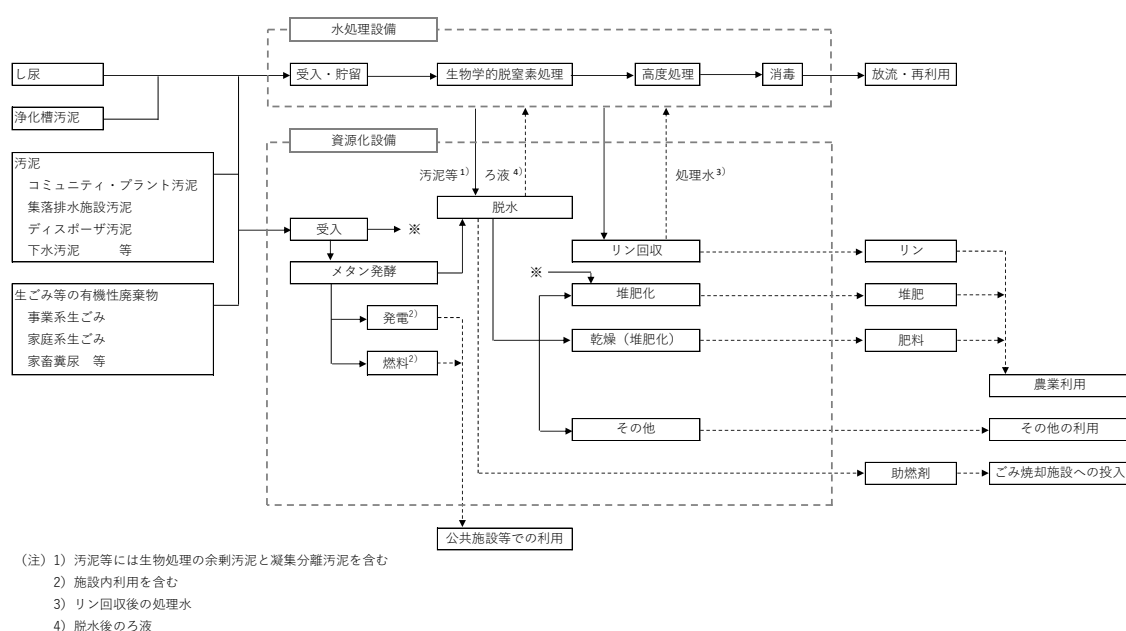 水処理設備
し尿
受入・貯留
生物学的脱窒素処理
高度処理
消毒
放流・再利用
浄化槽汚泥
資源化設備
汚泥
コミュニティ・プラント汚泥
集落排水施設汚泥
ディスポーザ汚泥
下水汚泥 等
汚泥等1)
ろ液4)
処理水3)
脱水
受入
※
リン回収
リン
メタン発酵
※
生ごみ等の有機性廃棄物
事業系生ごみ
家庭系生ごみ
家畜糞尿 等
堆肥化
堆肥
発電2)
乾燥(堆肥化)
肥料
燃料2)
農業利用
その他
その他の利用
助燃剤
ごみ焼却施設への投入
公共施設等での利用
(注)1)汚泥等には生物処理の余剰汚泥と凝集分離汚泥を含む
2)施設内利用を含む
3)リン回収後の処理水
4)脱水後のろ液